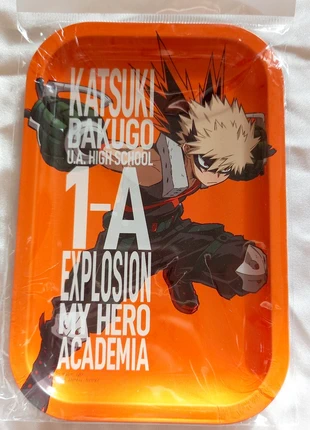 KATSUKI
BAKUGO
U.A. HIGH SCHOOL
1-A
EXPLOSION
MY HERO
ACADEMIA